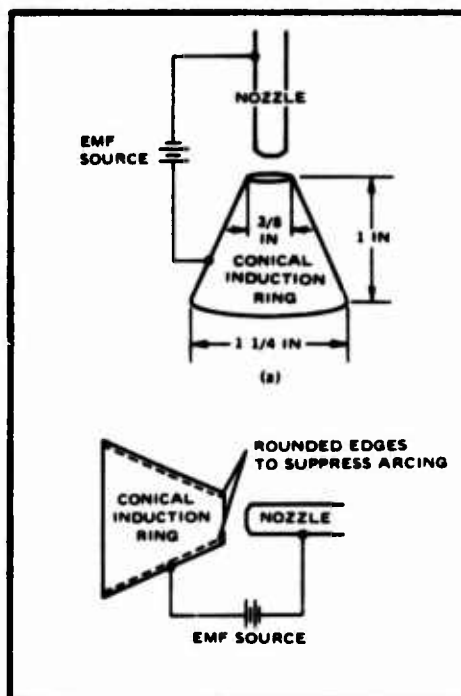 NOZZLE
EMF
SOURCE
3/8
IN
1 IN
CONICAL
INDUCTION
RING
1 1/4 IN
(a)
ROUNDED EDGES
TO SUPPRESS ARCING
CONICAL
INDUCTION
RING
NOZZLE
EMF SOURCE